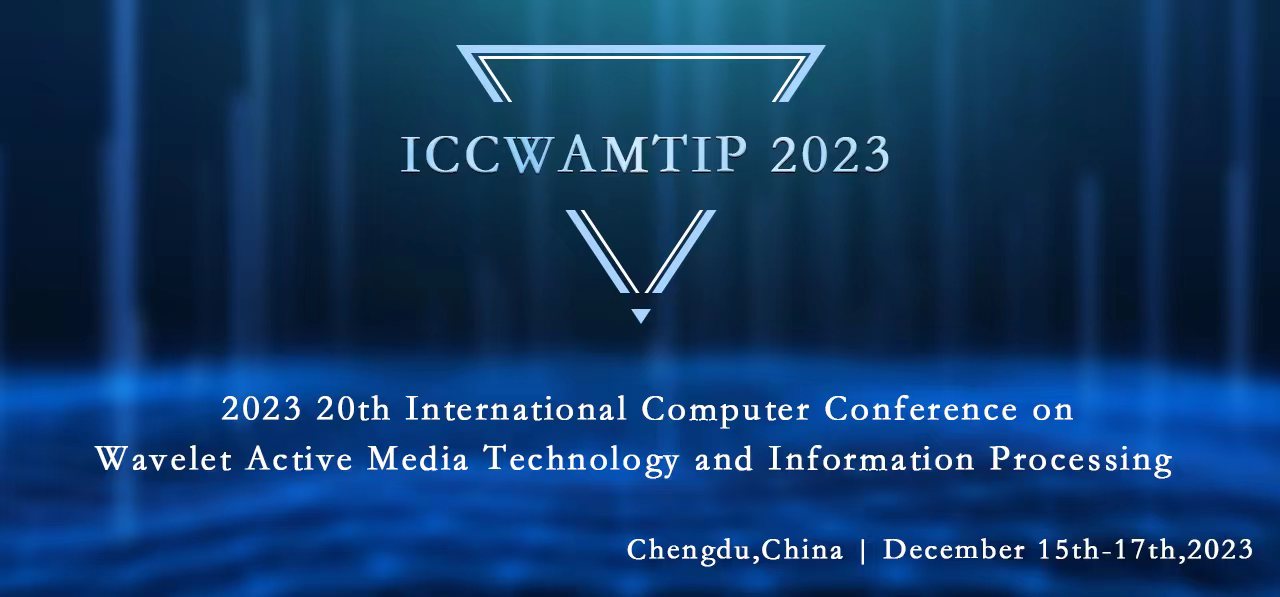 ICCWAMTIP 2023
2023 20th International Computer Conference on
Wavelet Active Media Technology and Information Processing
Chengdu,China | December 15th-17th,2023